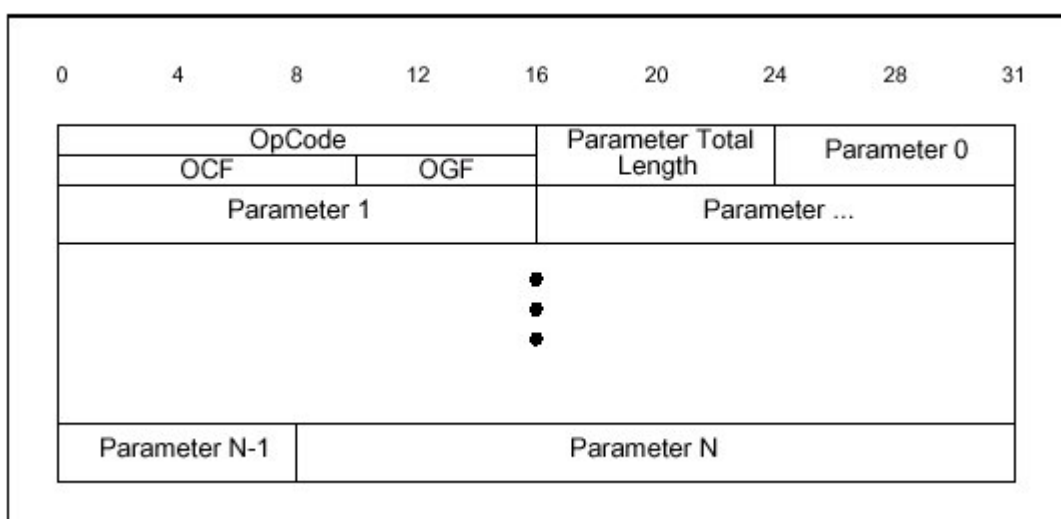 0 4 8 12 16 20 24 28 31
OpCode
Parameter Total
Length
Parameter 0
OCF OGF
Parameter 1 Parameter ...
Parameter N-1 Parameter N